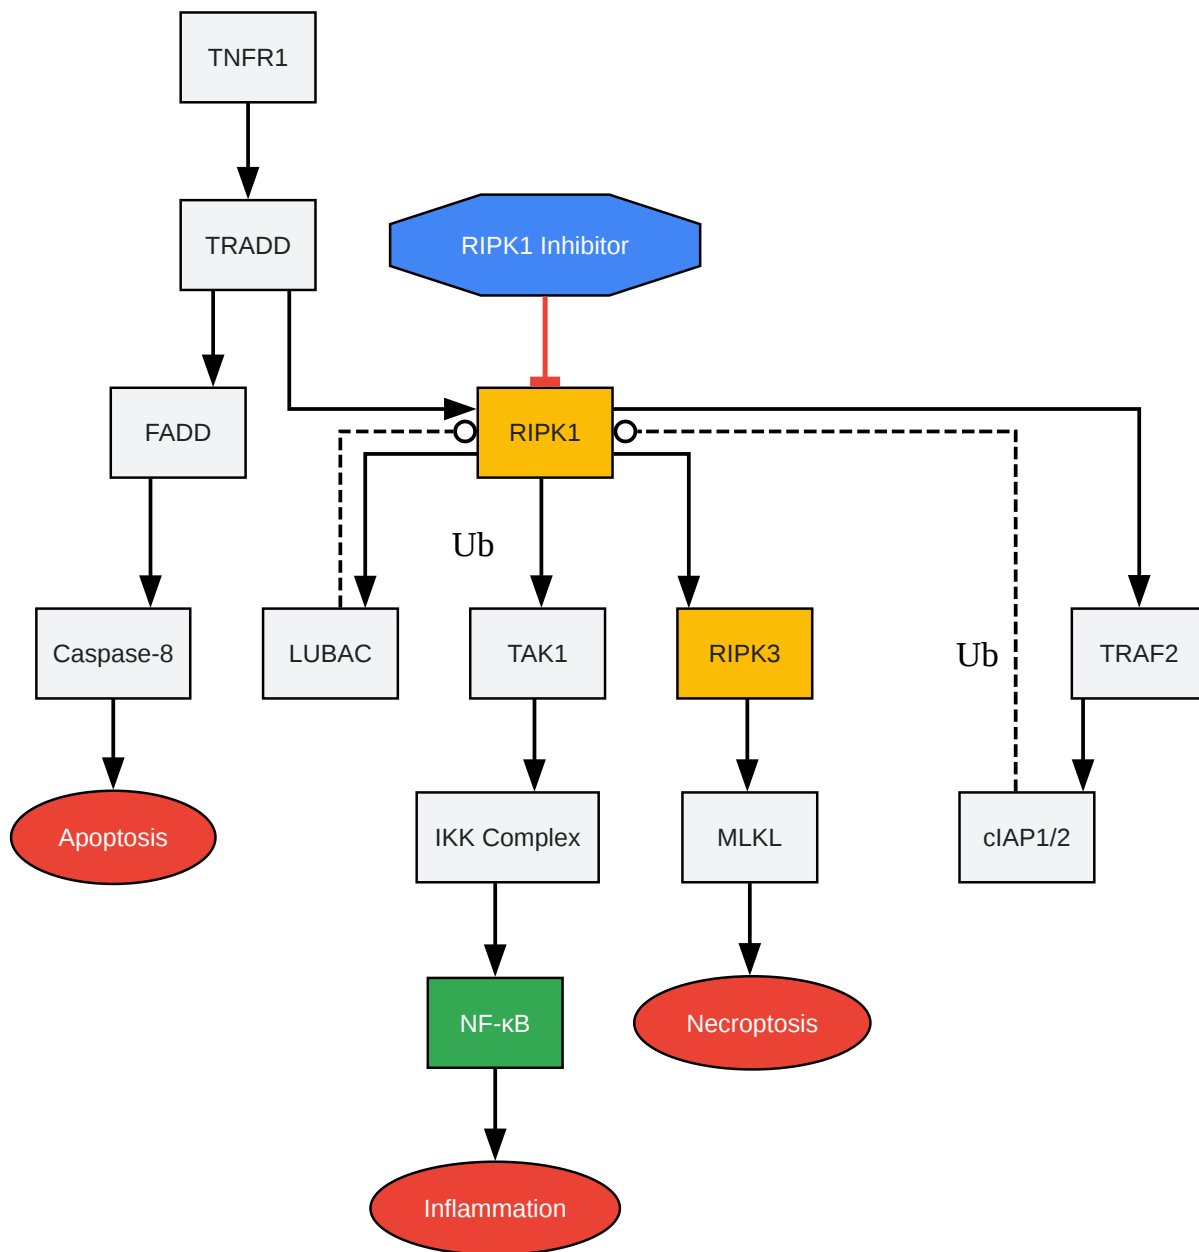 TNFR1
TRADD
RIPK1 Inhibitor
FADD
RIPK1
Ub
Caspase-8
LUBAC
TAK1
RIPK3
Ub
TRAF2
Apoptosis
IKK Complex
MLKL
cIAP1/2
NF-κB
Necroptosis
Inflammation